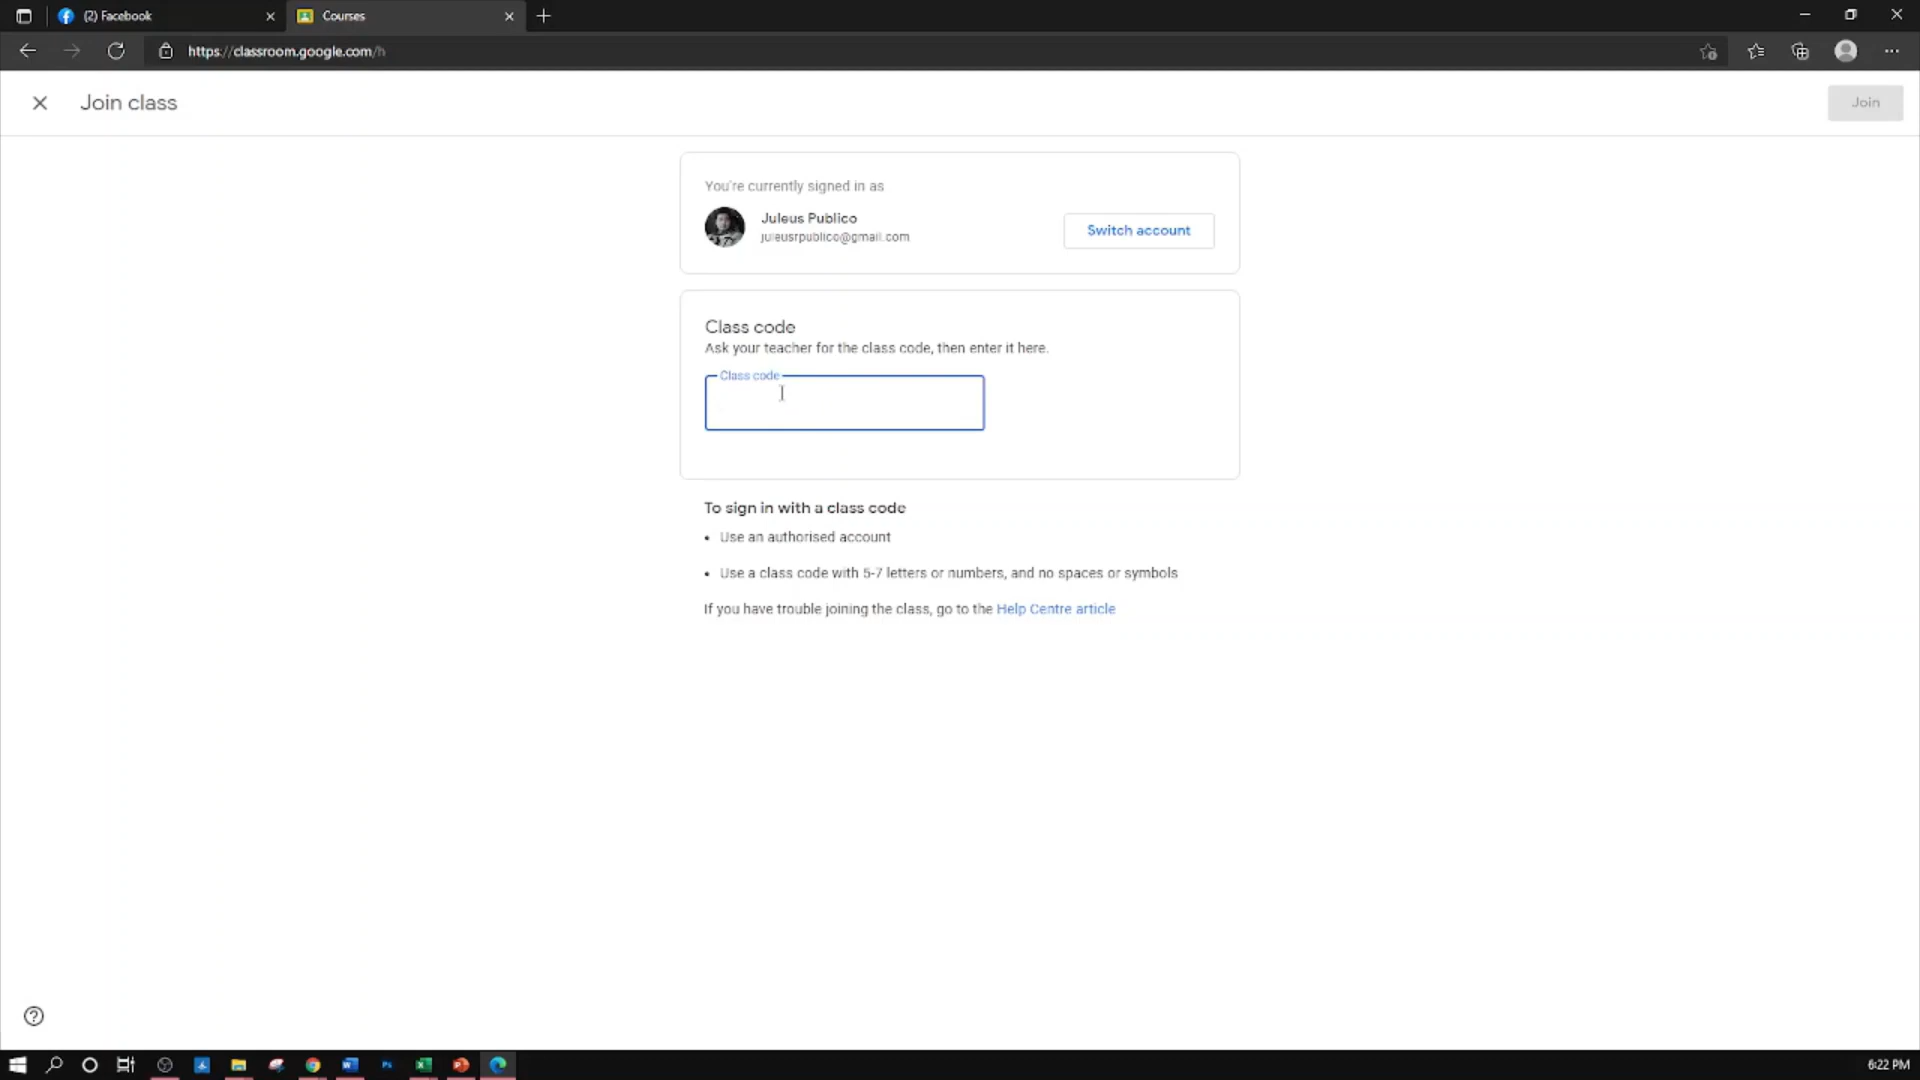 (2) Facebook
Courses
https://classroom.google.com/h
Join class
Join
You're currently signed in as
Juleus Publico
juleusrpublico@gmail.com
Switch account
Class code
Ask your teacher for the class code, then enter it here.
Class code
To sign in with a class code
• Use an authorised account
• Use a class code with 5-7 letters or numbers, and no spaces or symbols
If you have trouble joining the class, go to the Help Centre article
6:22 PM